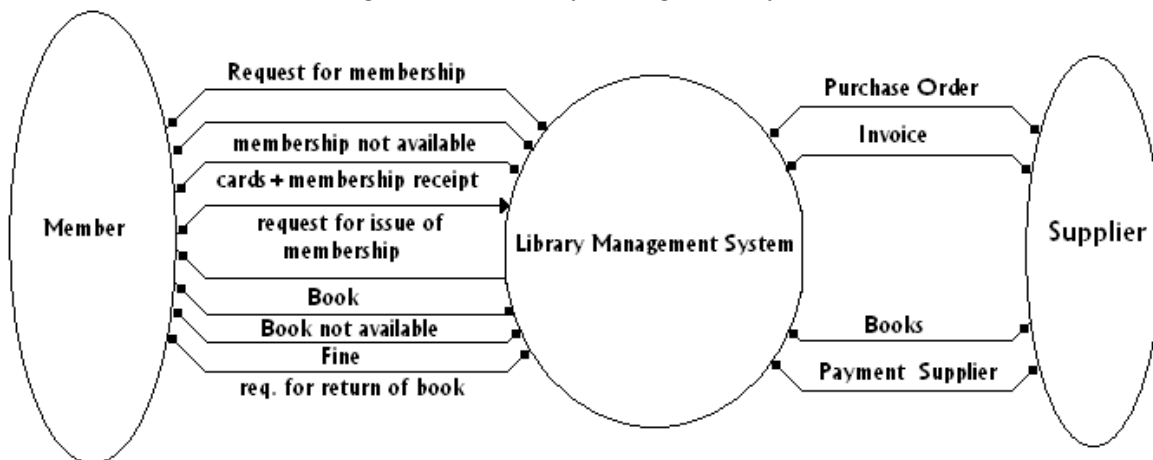 Request for membership
membership not available
cards + membership receipt
request for issue of
membership
Book
Book not available
Fine
req. for return of book
Member
Library Management System
Purchase Order
Invoice
Books
Payment Supplier
Supplier